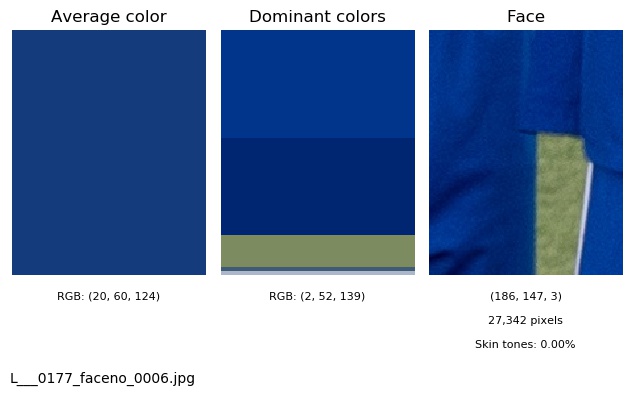 Average color
Dominant colors
Face
RGB: (20, 60, 124)
RGB: (2, 52, 139)
(186, 147, 3)
27,342 pixels
Skin tones: 0.00%
L___0177_faceno_0006.jpg